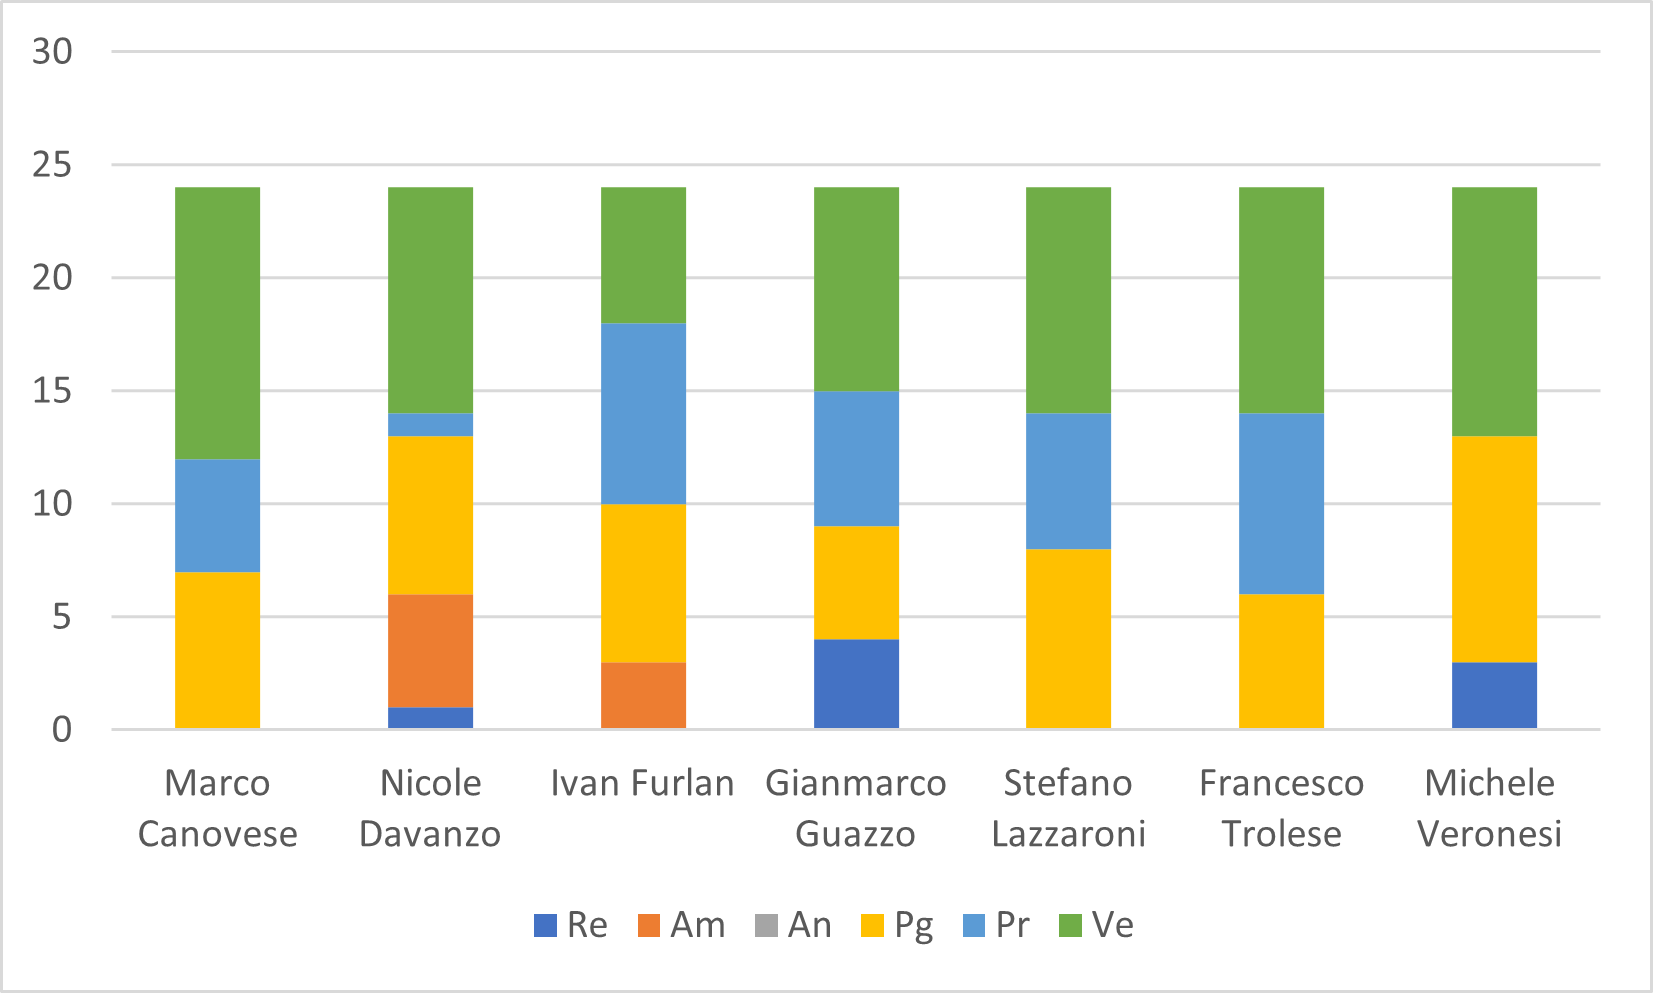 30
25
20
15
10
5
0
Marco Canovese
Nicole Davanzo
Ivan Furlan
Gianmarco Guazzo
Stefano Lazzaroni
Francesco Trolese
Michele Veronesi
Re Am An Pg Pr Ve